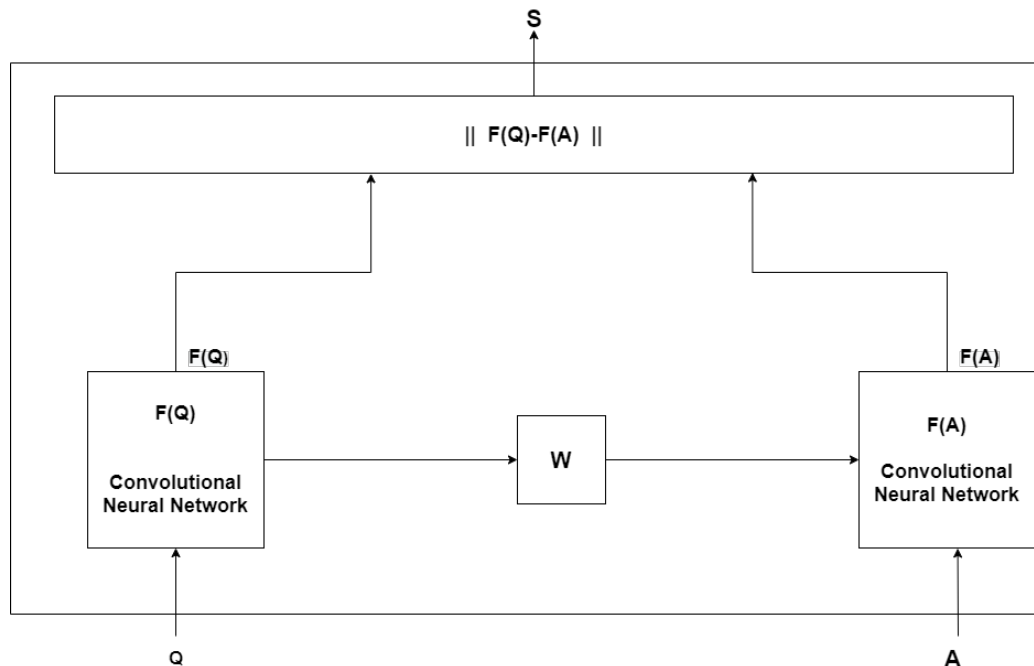 S
|| F(Q)-F(A) ||
F(Q)
F(A)
F(Q)
Convolutional
Neural Network
W
F(A)
Convolutional
Neural Network
Q
A